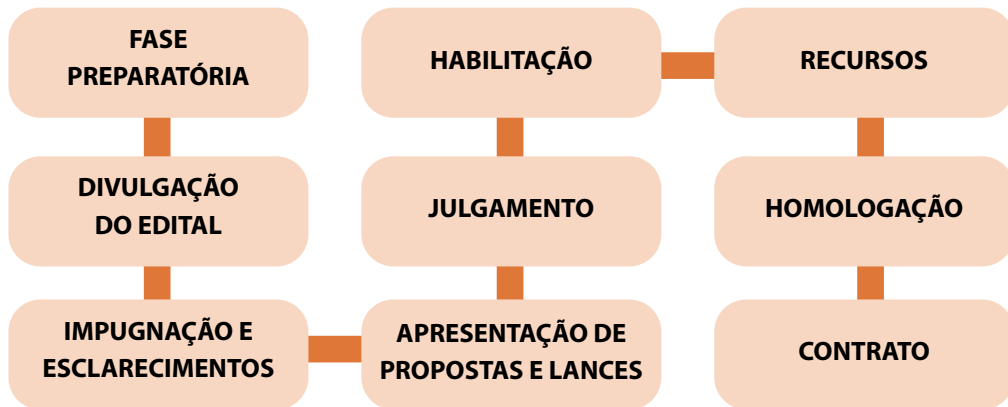 FASE
PREPARATÓRIA
DIVULGAÇÃO
DO EDITAL
IMPUGNAÇÃO E
ESCLARECIMENTOS
APRESENTAÇÃO DE
PROPOSTAS E LANCES
JULGAMENTO
HABILITAÇÃO
RECURSOS
HOMOLOGAÇÃO
CONTRATO